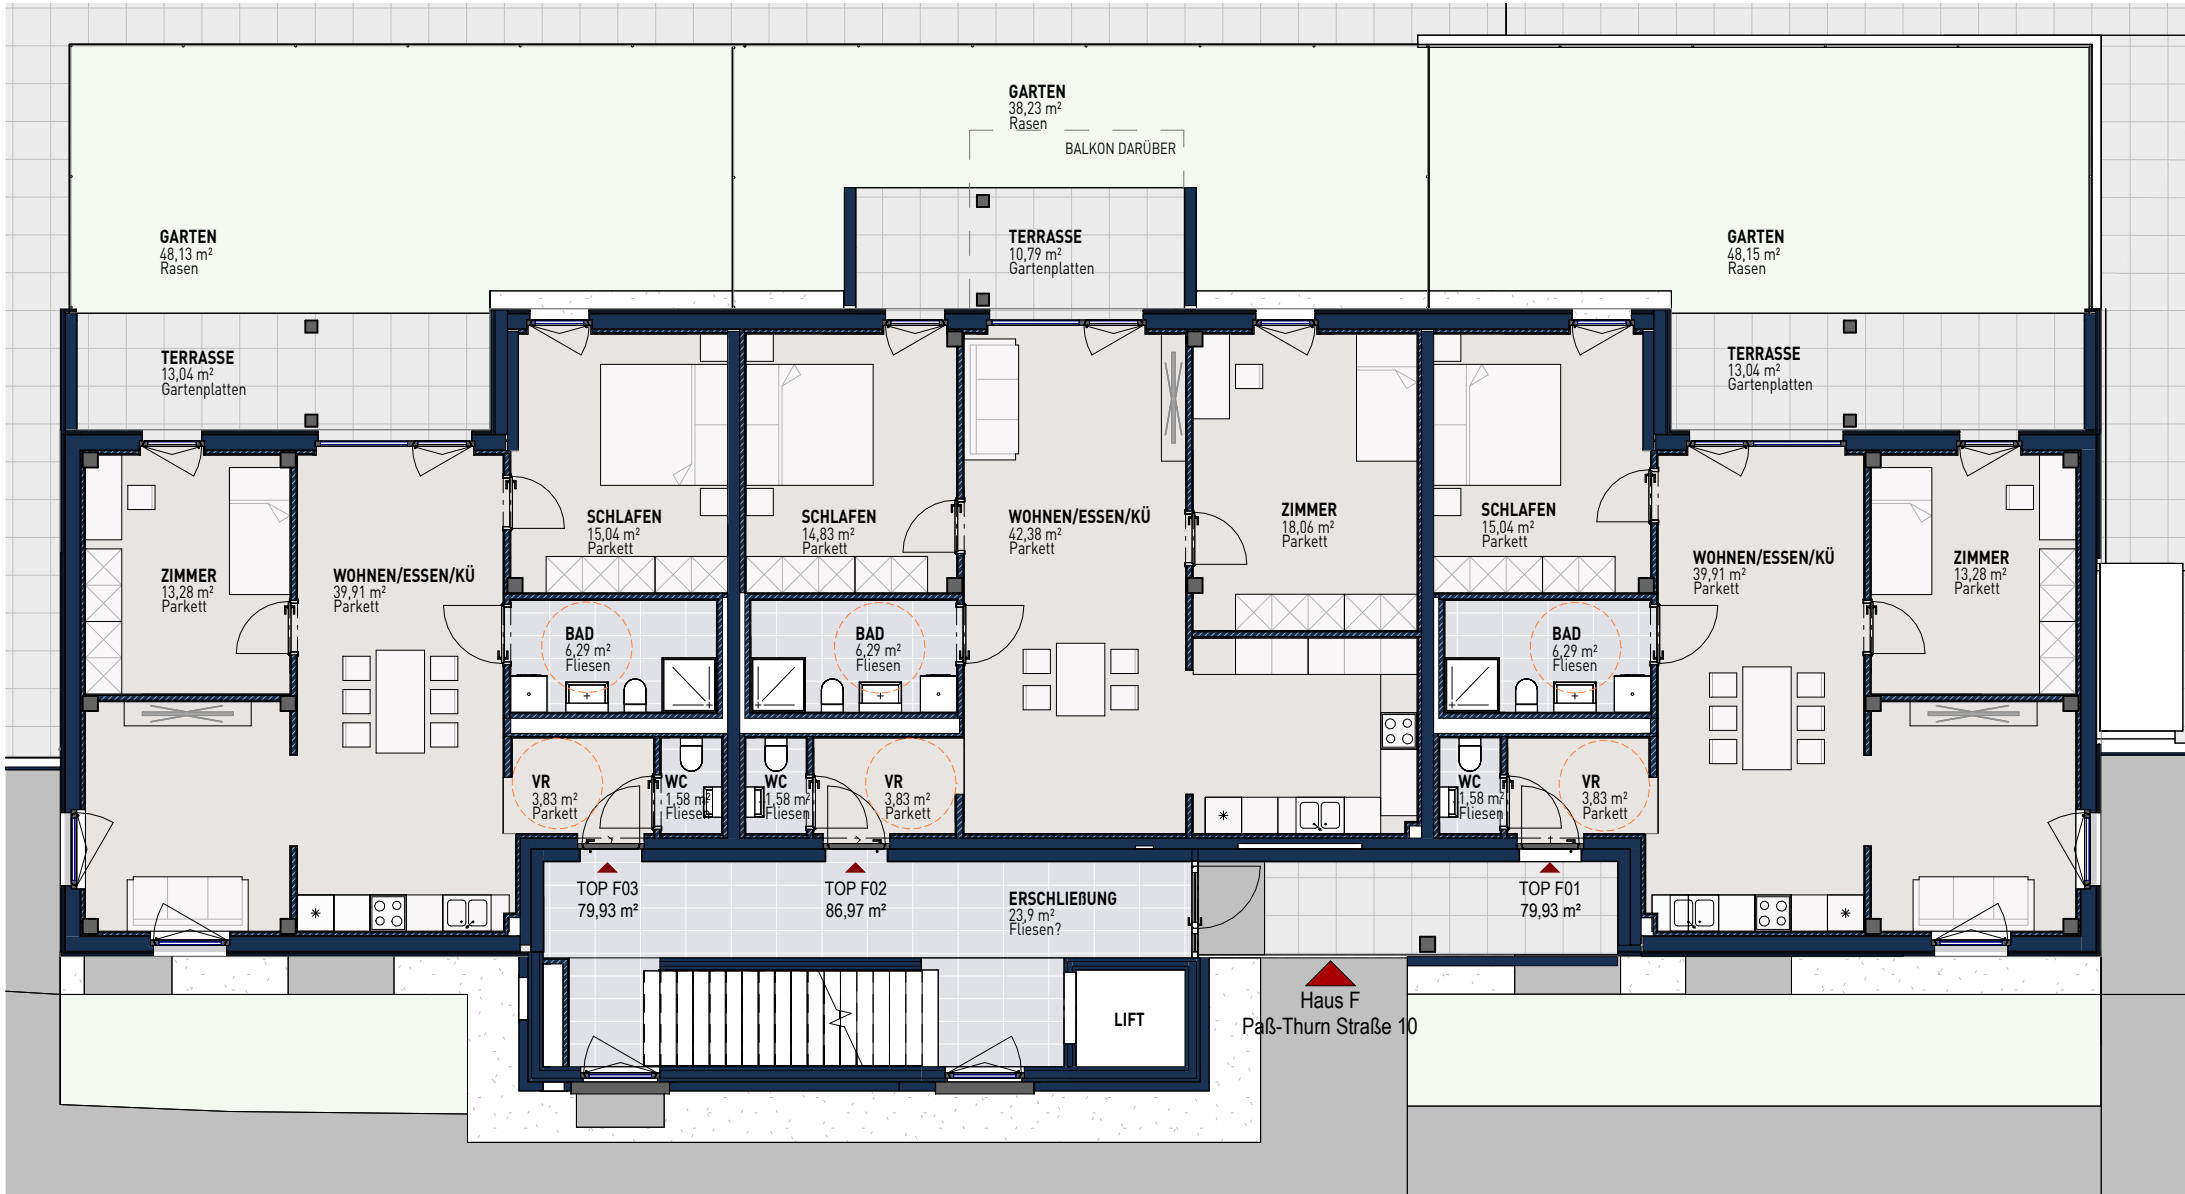 GARTEN
38,23 m²
Rasen
BALKON DARÜBER
GARTEN
48,13 m²
Rasen
TERRASSE
10,79 m²
Gartenplatten
GARTEN
48,15 m²
Rasen
TERRASSE
13,04 m²
Gartenplatten
TERRASSE
13,04 m²
Gartenplatten
ZIMMER
13,28 m²
Parkett
WOHNEN/ESSEN/KÜ
39,91 m²
Parkett
SCHLAFEN
15,04 m²
Parkett
SCHLAFEN
14,83 m²
Parkett
WOHNEN/ESSEN/KÜ
42,38 m²
Parkett
ZIMMER
18,06 m²
Parkett
SCHLAFEN
15,04 m²
Parkett
WOHNEN/ESSEN/KÜ
39,91 m²
Parkett
ZIMMER
13,28 m²
Parkett
BAD
6,29 m²
Fliesen
BAD
6,29 m²
Fliesen
BAD
6,29 m²
Fliesen
VR
3,83 m²
Parkett
WC
1,58 m²
Fliesen
WC
1,58 m²
Fliesen
VR
3,83 m²
Parkett
WC
1,58 m²
Fliesen
VR
3,83 m²
Parkett
TOP F03
79,93 m²
TOP F02
86,97 m²
ERSCHLIEßUNG
23,9 m²
Fliesen?
TOP F01
79,93 m²
LIFT
Haus F
Paß-Thurn Straße 10